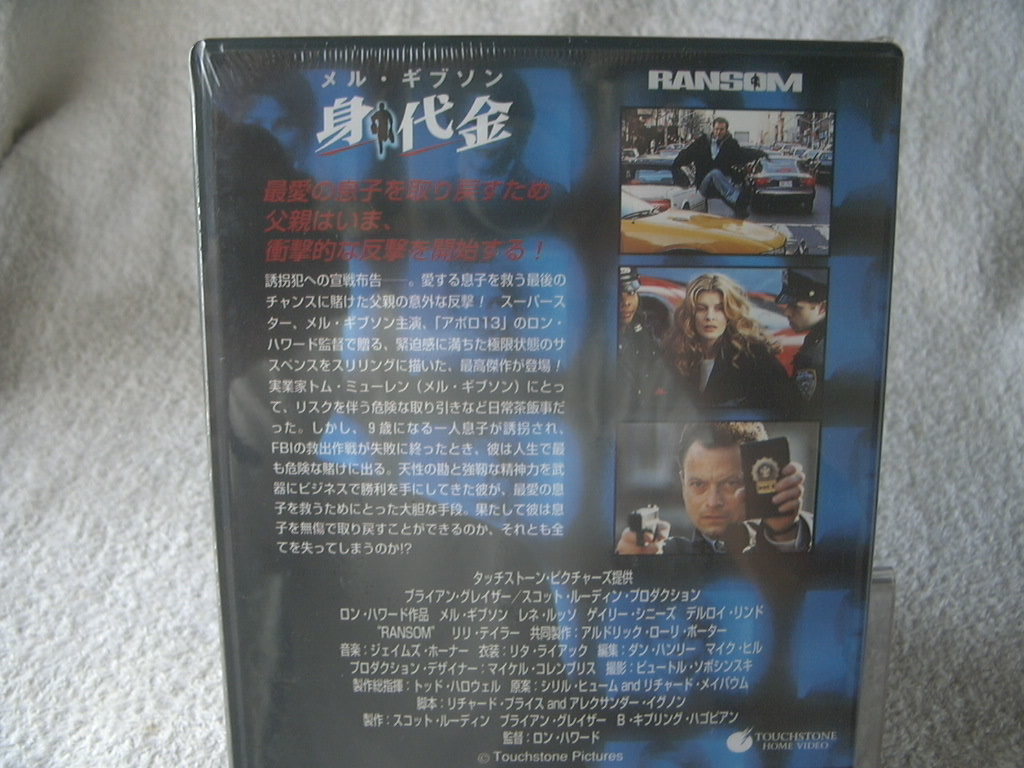 メル・ギブソン
身代金
RANSOM
最愛の息子を取り戻すため
父親はいま、
衝撃的な反撃を開始する!
誘拐犯への宣戦布告――。愛する息子を救う最後の
チャンスに賭けた父親の意外な反撃! スーパース
ター、メル・ギブソン主演、「アポロ13」のロン・
ハワード監督で贈る、緊迫感に満ちた極限状態のサ
スペンスをスリリングに描いた、最高傑作が登場!
実業家トム・ミューレン(メル・ギブソン)にとっ
て、リスクを伴う危険な取り引きなど日常茶飯事だ
った。しかし、9歳になる一人息子が誘拐され、
FBIの救出作戦が失敗に終ったとき、彼は人生で最
も危険な賭けに出る。天性の勘と強靭な精神力を武
器にビジネスで勝利を手にしてきた彼が、最愛の息
子を救うためにとった大胆な手段。果たして彼は息
子を無傷で取り戻すことができるのか、それとも全
てを失ってしまうのか!?
タッチストーン・ピクチャーズ提供
ブライアン・グレイザー/スコット・ルーディン・プロダクション
ロン・ハワード作品 メル・ギブソン レネ・ルッソ ゲイリー・シニーズ デルロイ・リンド
"RANSOM" リリ・テイラー 共同製作:アルドリック・ローリ・ポーター
音楽:ジェイムズ・ホーナー 衣装:リタ・ライアック 編集:ダン・ハンリー マイク・ヒル
プロダクション・デザイナー:マイケル・コレンブリス 撮影:ピュートル・ソボシンスキ
製作総指揮:トッド・ハロウェル 原案:シリル・ヒューム and リチャード・メイバウム
脚本:リチャード・プライス and アレクサンダー・イグノン
製作:スコット・ルーディン ブライアン・グレイザー B・キプリング・ハゴピアン
監督:ロン・ハワード
© Touchstone Pictures
TOUCHSTONE
HOME VIDEO